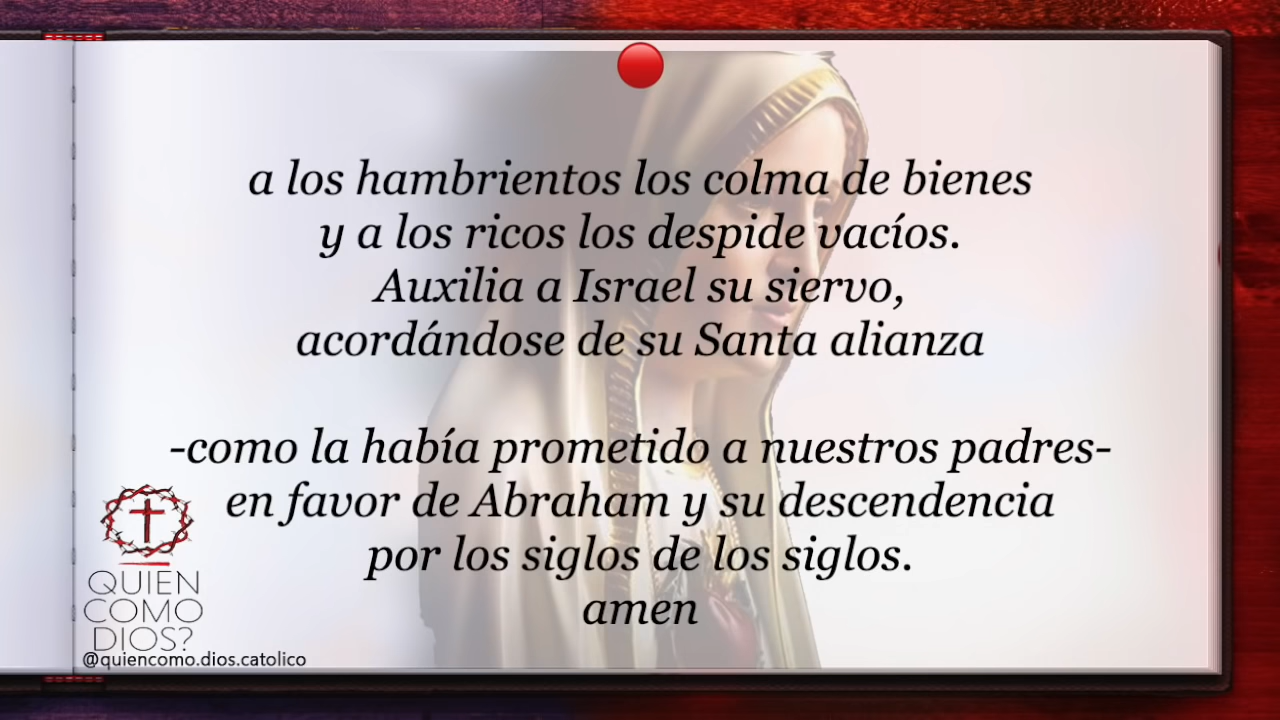 a los hambrientos los colma de bienes
y a los ricos los despide vacíos.
Auxilia a Israel su siervo,
acordándose de su Santa alianza
-como la había prometido a nuestros padres-
en favor de Abraham y su descendencia
por los siglos de los siglos.
amen
QUIEN
COMO
DIOS?
@quiencomo.dios.catolico